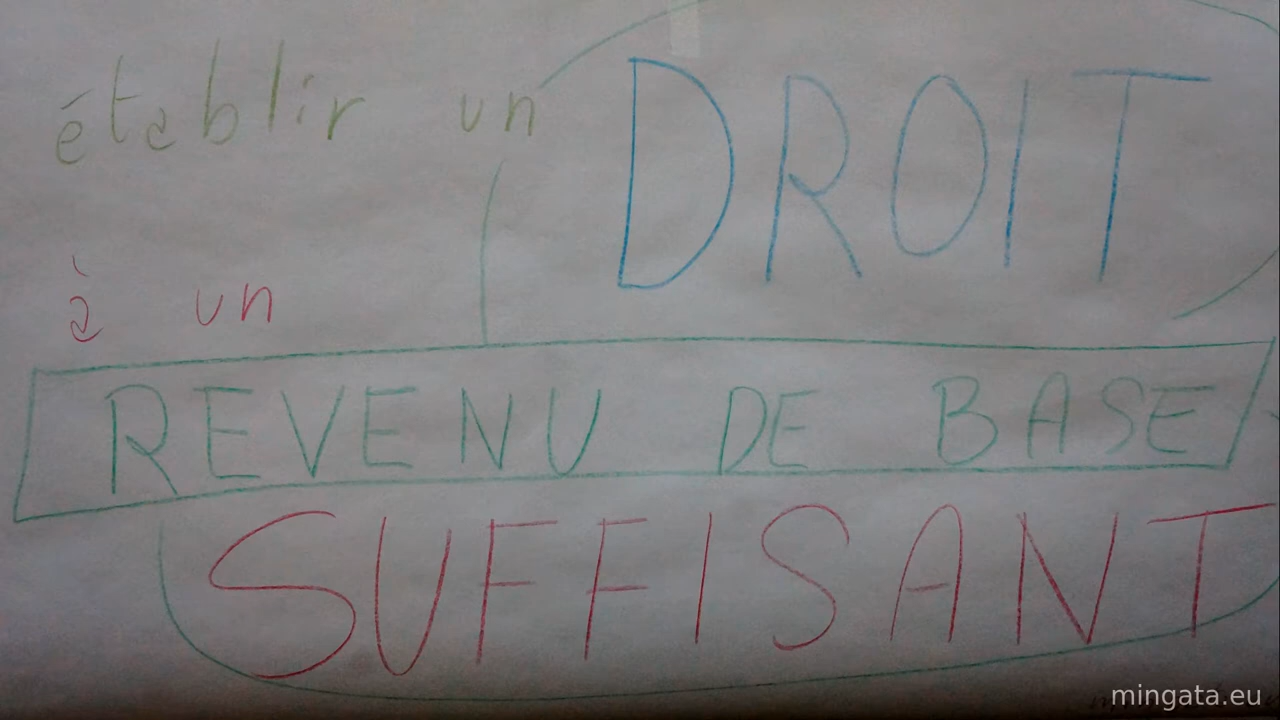 établir un DROIT
à un
REVENU DE BASE
SUFFISANT
mingata.eu